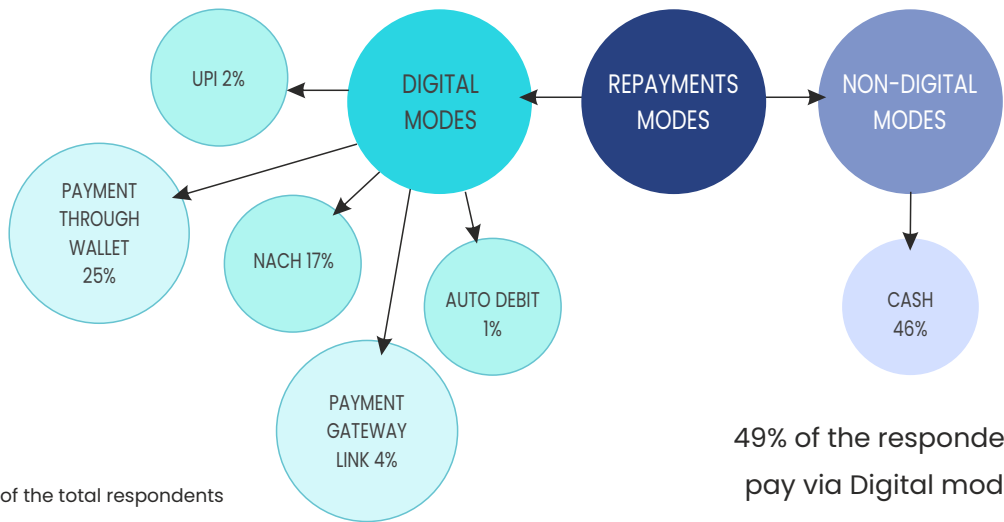 REPAYMENTS
MODES
DIGITAL
MODES
NON-DIGITAL
MODES
UPI 2%
PAYMENT
THROUGH
WALLET
25%
NACH 17%
AUTO DEBIT
1%
PAYMENT
GATEWAY
LINK 4%
CASH
46%
49% of the responde
pay via Digital mod
of the total respondents